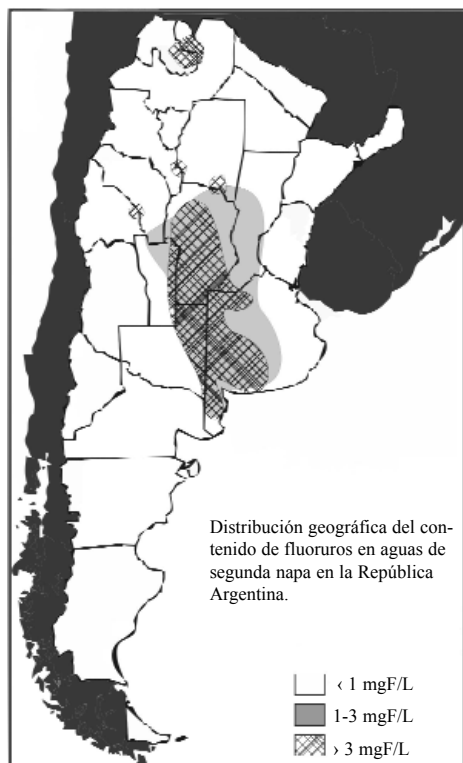 Distribución geográfica del con-
tenido de fluoruros en aguas de
segunda napa en la República
Argentina.
‹ 1 mgF/L
1-3 mgF/L
› 3 mgF/L